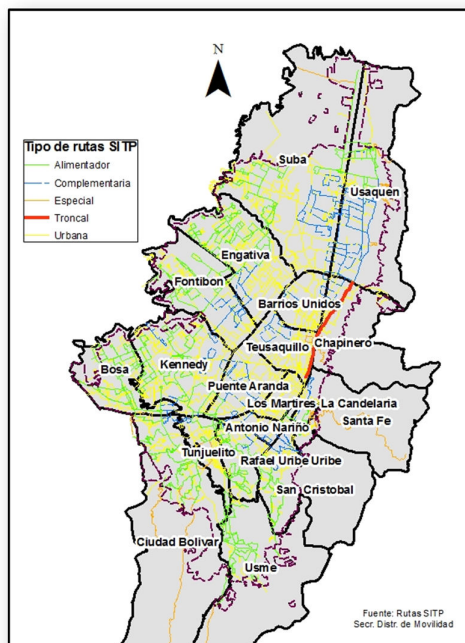 N
Tipo de rutas SITP
Alimentador
Complementaria
Especial
Troncal
Urbana
Suba
Usaquen
Engativa
Fontibon
Barrios Unidos
Teusaquillo
Chapinero
Bosa
Kennedy
Puente Aranda
Los Martires
La Candelaria
Santa Fe
Antonio Nariño
Tunjuelito
Rafael Uribe Uribe
San Cristobal
Ciudad Bolivar
Usme
Fuente: Rutas SITP
Secr. Distr. de Movilidad